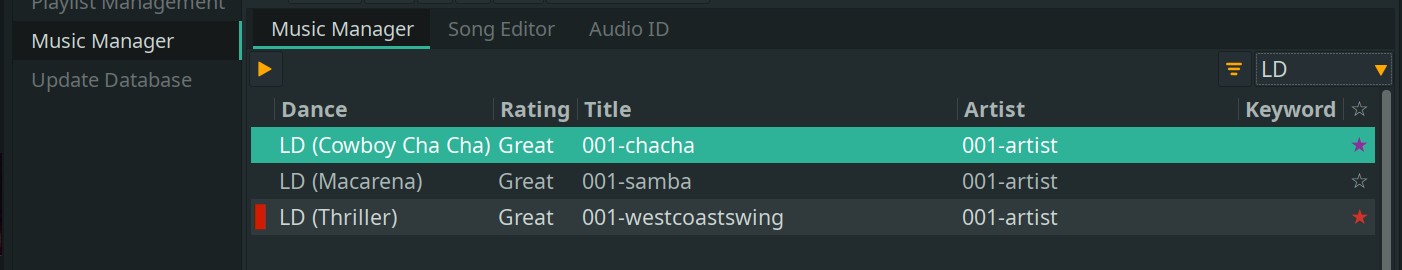 Playlist Management
Music Manager
Update Database
Music Manager Song Editor Audio ID
LD
Dance Rating Title Artist Keyword ☆
LD (Cowboy Cha Cha) Great 001-chacha 001-artist ★
LD (Macarena) Great 001-samba 001-artist ☆
LD (Thriller) Great 001-westcoastswing 001-artist ★